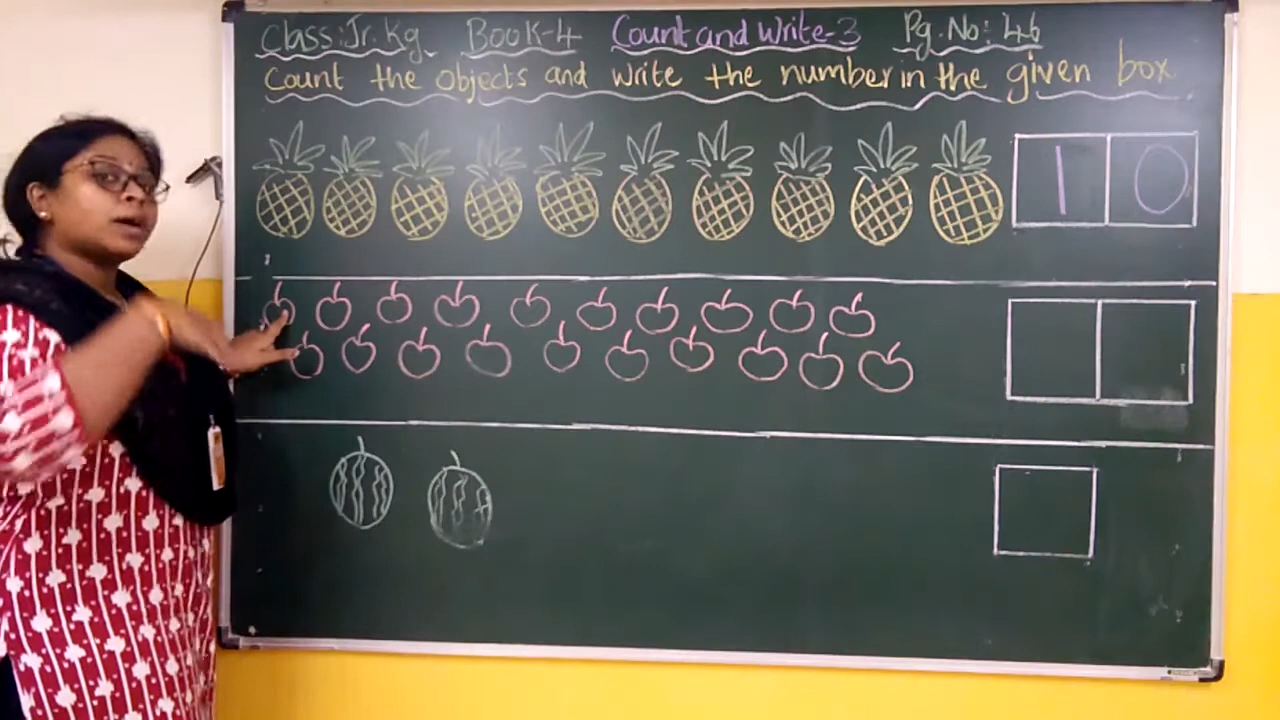 Class: Jr.Kg. Book-4 Count and Write-3 Pg.No: 46
Count the objects and write the number in the given box.
1 0